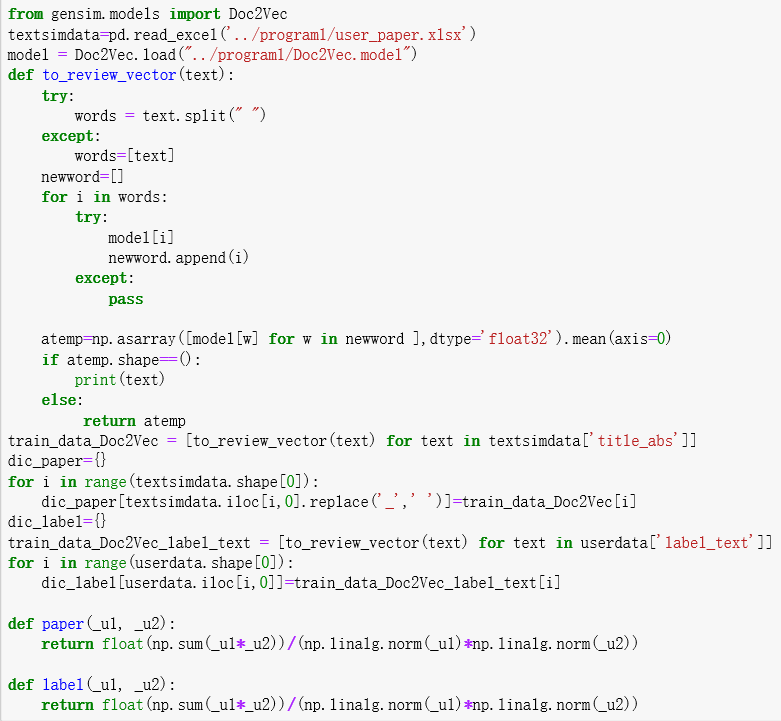 from gensim.models import Doc2Vec
textsimdata=pd.read_excel('../program1/user_paper.xlsx')
model = Doc2Vec.load("../program1/Doc2Vec.model")
def to_review_vector(text):
    try:
        words = text.split(" ")
    except:
        words=[text]
    newword=[]
    for i in words:
        try:
            model[i]
            newword.append(i)
        except:
            pass

    atemp=np.asarray([model[w] for w in newword ],dtype='float32').mean(axis=0)
    if atemp.shape==():
        print(text)
    else:
         return atemp
train_data_Doc2Vec = [to_review_vector(text) for text in textsimdata['title_abs']]
dic_paper={}
for i in range(textsimdata.shape[0]):
    dic_paper[textsimdata.iloc[i,0].replace('_',' ')]=train_data_Doc2Vec[i]
dic_label={}
train_data_Doc2Vec_label_text = [to_review_vector(text) for text in userdata['label_text']]
for i in range(userdata.shape[0]):
    dic_label[userdata.iloc[i,0]]=train_data_Doc2Vec_label_text[i]

def paper(_u1, _u2):
    return float(np.sum(_u1*_u2))/(np.linalg.norm(_u1)*np.linalg.norm(_u2))

def label(_u1, _u2):
    return float(np.sum(_u1*_u2))/(np.linalg.norm(_u1)*np.linalg.norm(_u2))